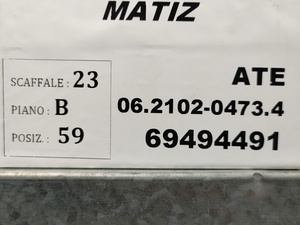 MATIZ
SCAFFALE : 23
PIANO : B
POSIZ. : 59
ATE
06.2102-0473.4
69494491